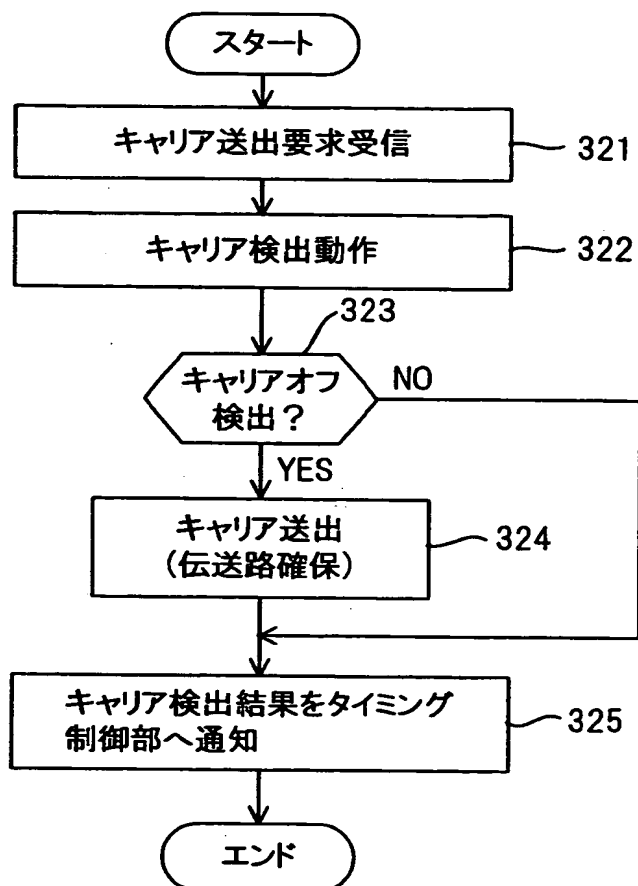 スタート
キャリア送出要求受信
321
キャリア検出動作
322
323
キャリアオフ
検出？
NO
YES
キャリア送出
(伝送路確保)
324
キャリア検出結果をタイミング
制御部へ通知
325
エンド